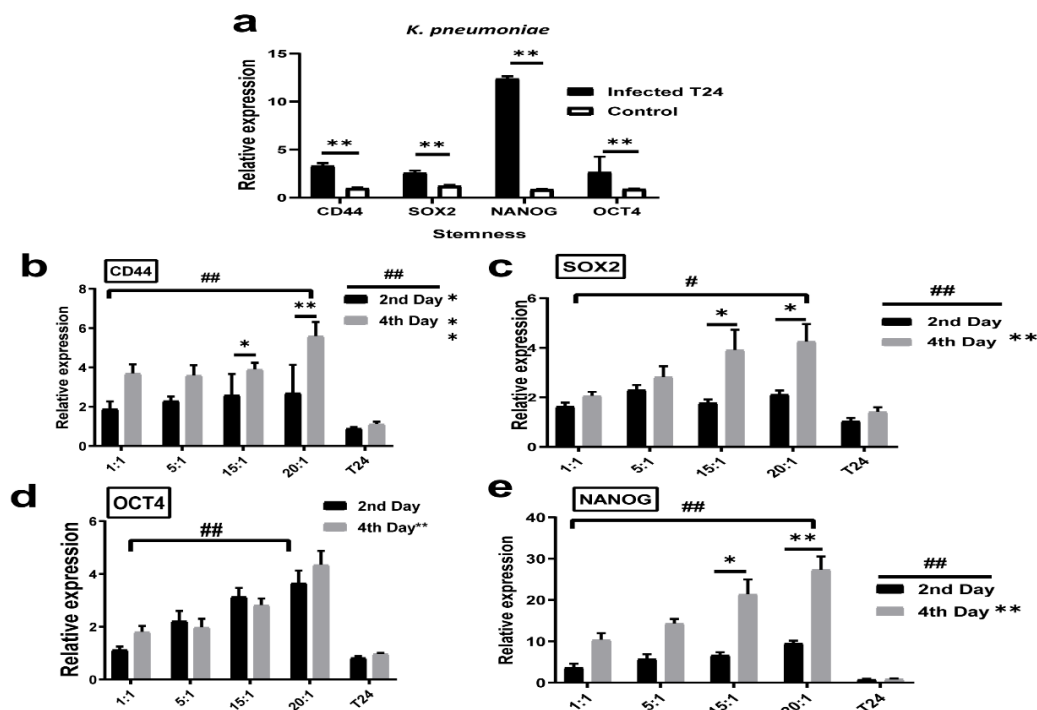 a
K. pneumoniae
Relative expression
15
10
5
0
**
**
**
**
Infected T24
Control
CD44 SOX2 NANOG OCT4
Stemness
b
CD44
##
##
Relative expression
8
6
4
2
0
2nd Day *
4th Day *
*
*
**
1:1 5:1 15:1 20:1 T24
c
SOX2
#
##
Relative expression
6
4
2
0
2nd Day
4th Day **
*
*
1:1 5:1 15:1 20:1 T24
d
OCT4
##
Relative expression
6
4
2
0
2nd Day
4th Day**
1:1 5:1 15:1 20:1 T24
e
NANOG
##
##
Relative expression
40
30
20
10
0
2nd Day
4th Day **
*
**
1:1 5:1 15:1 20:1 T24